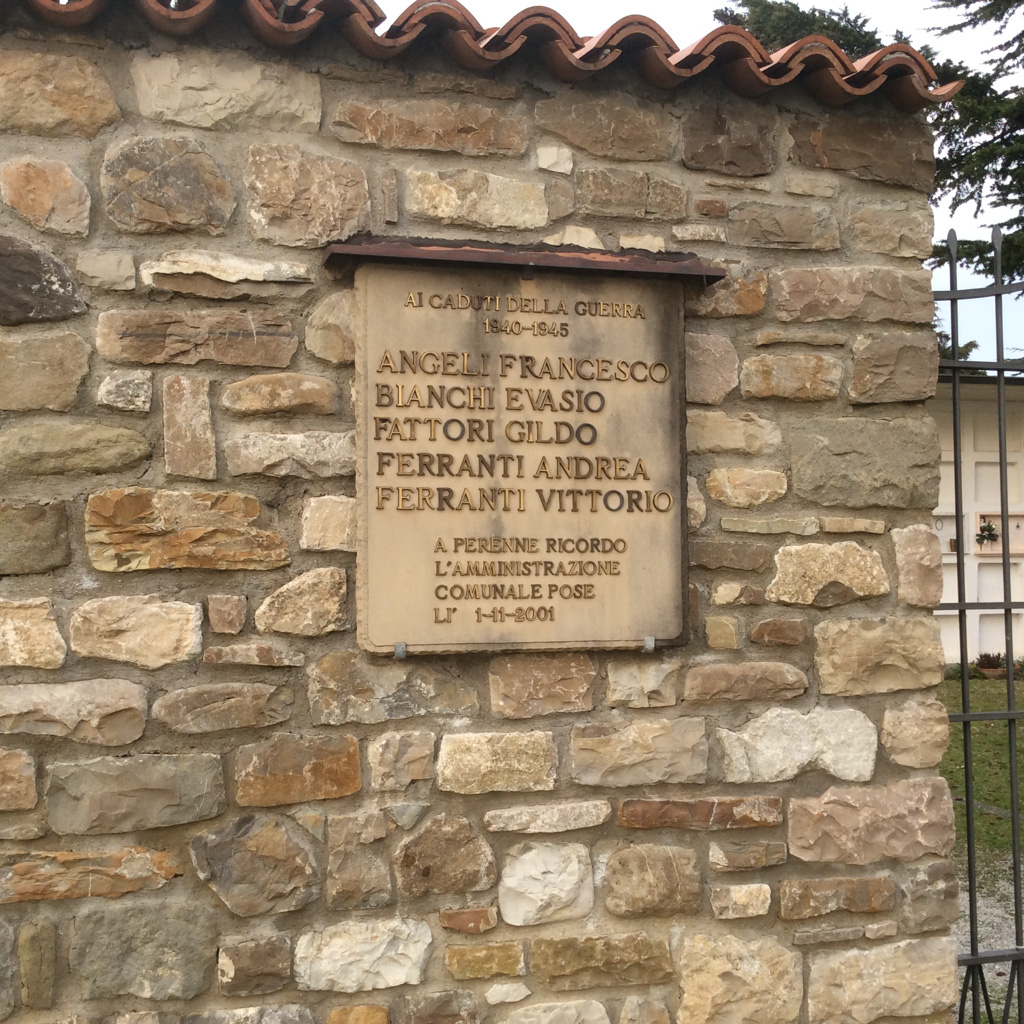 AI CADUTI DELLA GUERRA
1940-1945
ANGELI FRANCESCO
BIANCHI EVASIO
FATTORI GILDO
FERRANTI ANDREA
FERRANTI VITTORIO
A PERENNE RICORDO
L'AMMINISTRAZIONE
COMUNALE POSE
LI' 1-11-2001